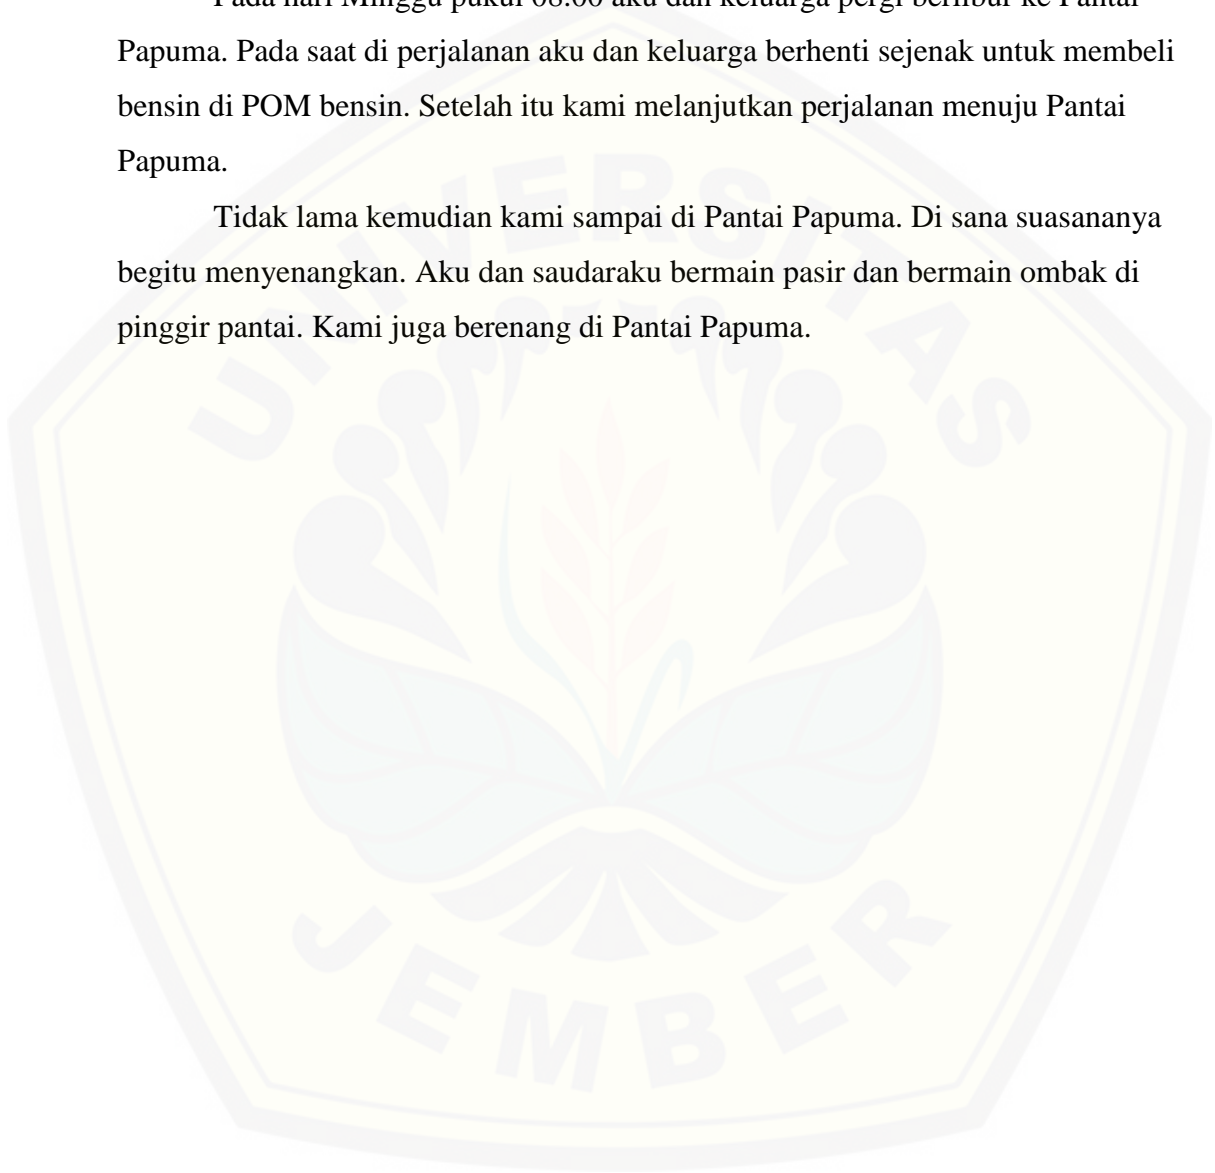 Pada hari Minggu pukul 08.00 aku dan keluarga pergi berlibur ke Pantai
Papuma. Pada saat di perjalanan aku dan keluarga berhenti sejenak untuk membeli
bensin di POM bensin. Setelah itu kami melanjutkan perjalanan menuju Pantai
Papuma.
Tidak lama kemudian kami sampai di Pantai Papuma. Di sana suasananya
begitu menyenangkan. Aku dan saudaraku bermain pasir dan bermain ombak di
pinggir pantai. Kami juga berenang di Pantai Papuma.
UNIVERSITAS
JEMBER